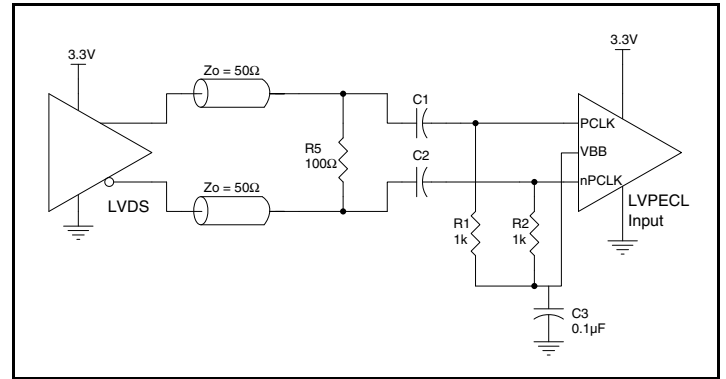 3.3V
3.3V
Zo = 50Ω
C1
PCLK
R5
100Ω
C2
VBB
Zo = 50Ω
nPCLK
LVDS
LVPECL
Input
R1
1k
R2
1k
C3
0.1µF